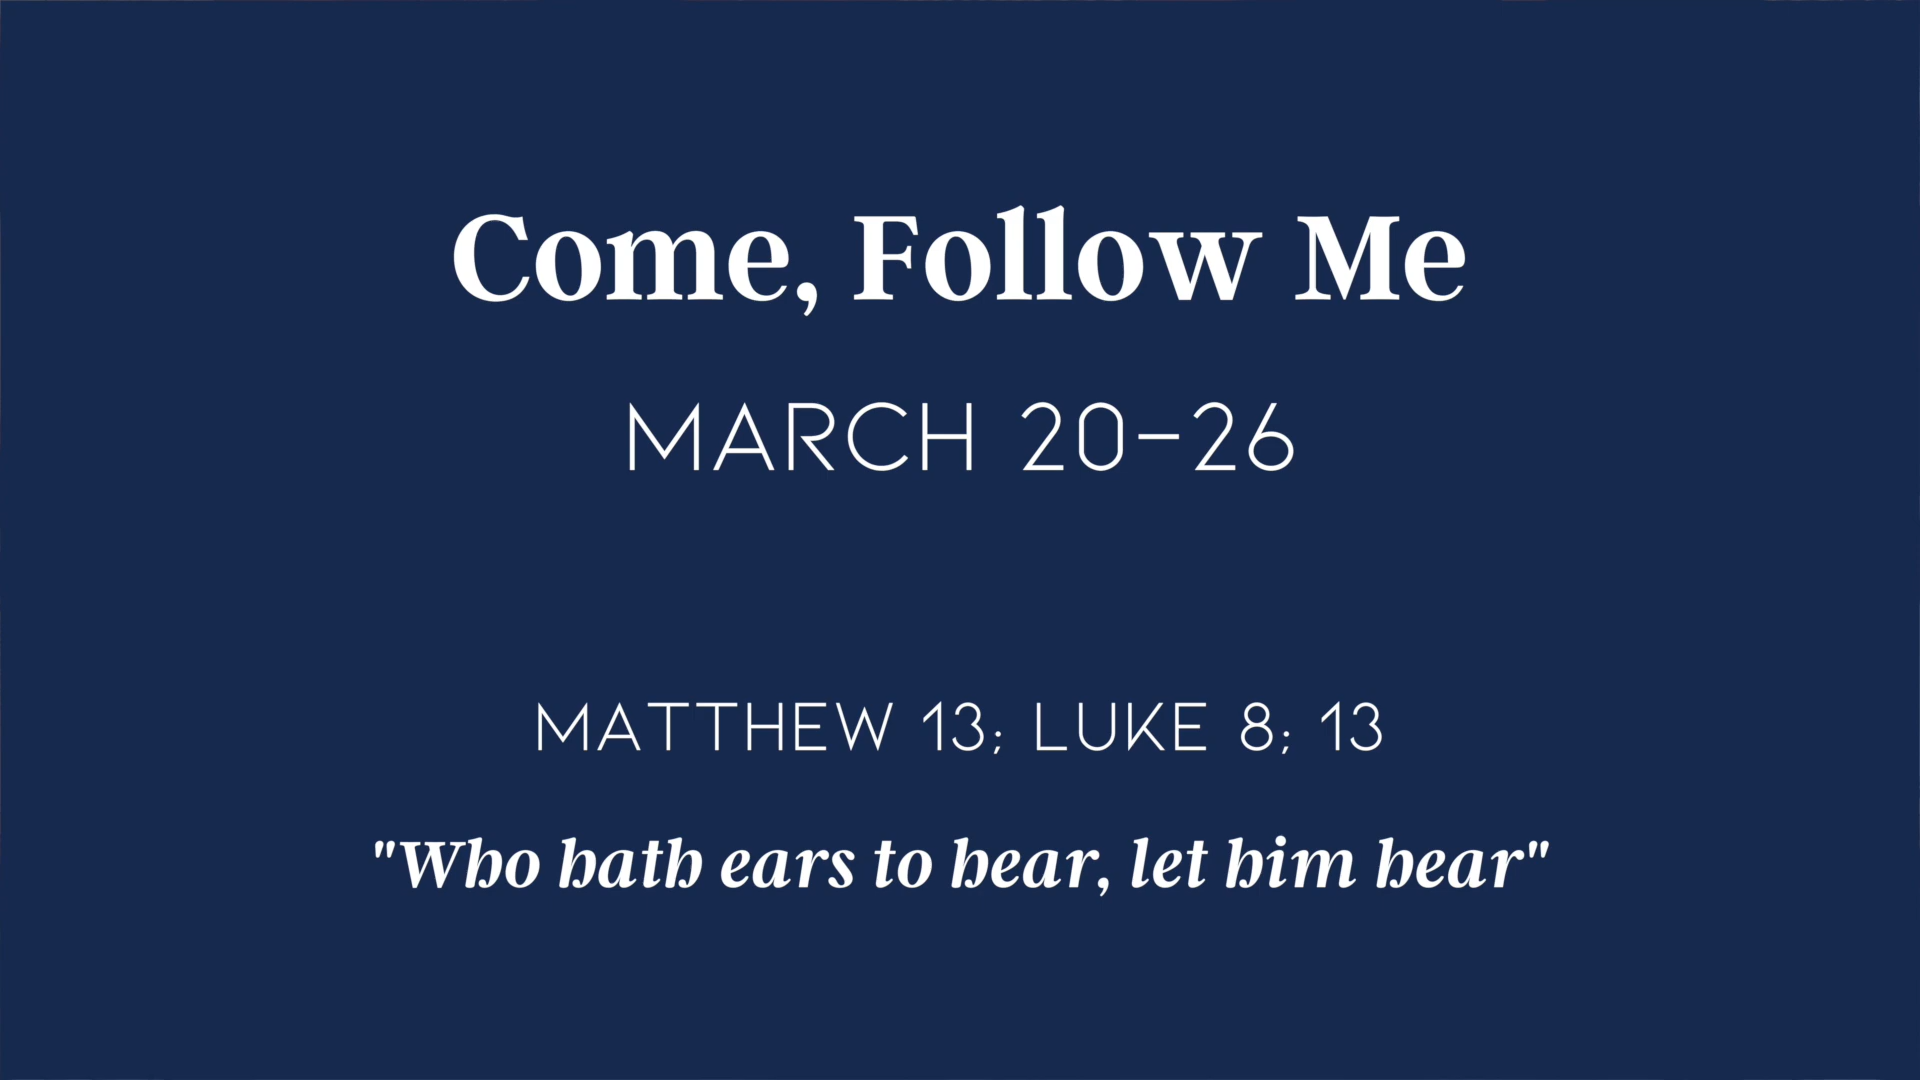 Come, Follow Me
MARCH 20-26
MATTHEW 13; LUKE 8; 13
"Who hath ears to hear, let him hear"